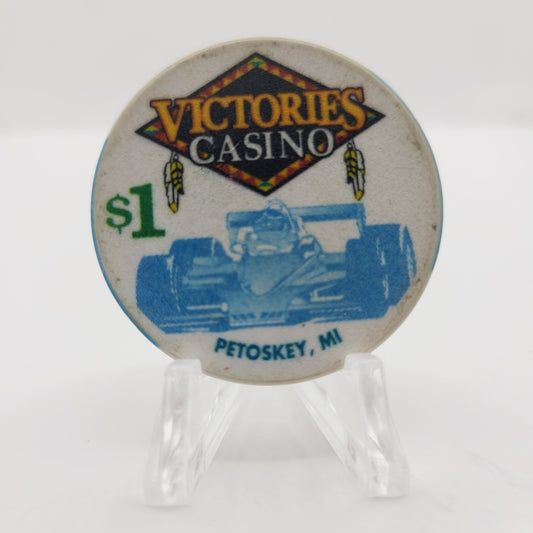 VICTORIES
CASINO
$1
PETOSKEY, MI